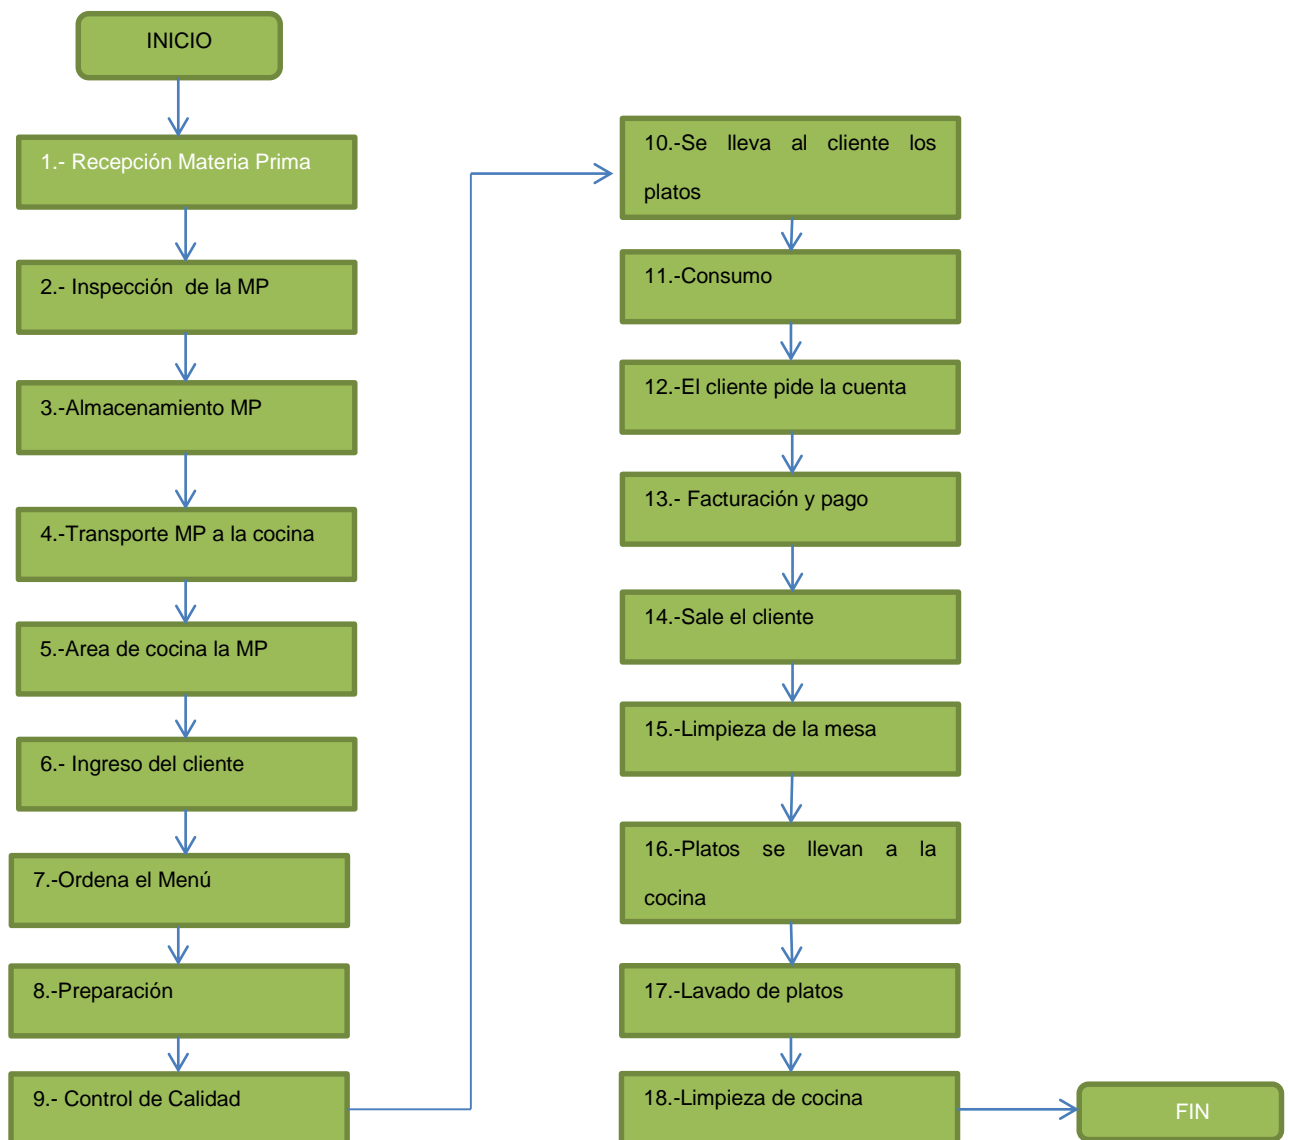 INICIO
1.- Recepción Materia Prima
2.- Inspección de la MP
3.-Almacenamiento MP
4.-Transporte MP a la cocina
5.-Area de cocina la MP
6.- Ingreso del cliente
7.-Ordena el Menú
8.-Preparación
9.- Control de Calidad
10.-Se lleva al cliente los
platos
11.-Consumo
12.-El cliente pide la cuenta
13.- Facturación y pago
14.-Sale el cliente
15.-Limpieza de la mesa
16.-Platos se llevan a la
cocina
17.-Lavado de platos
18.-Limpieza de cocina
FIN